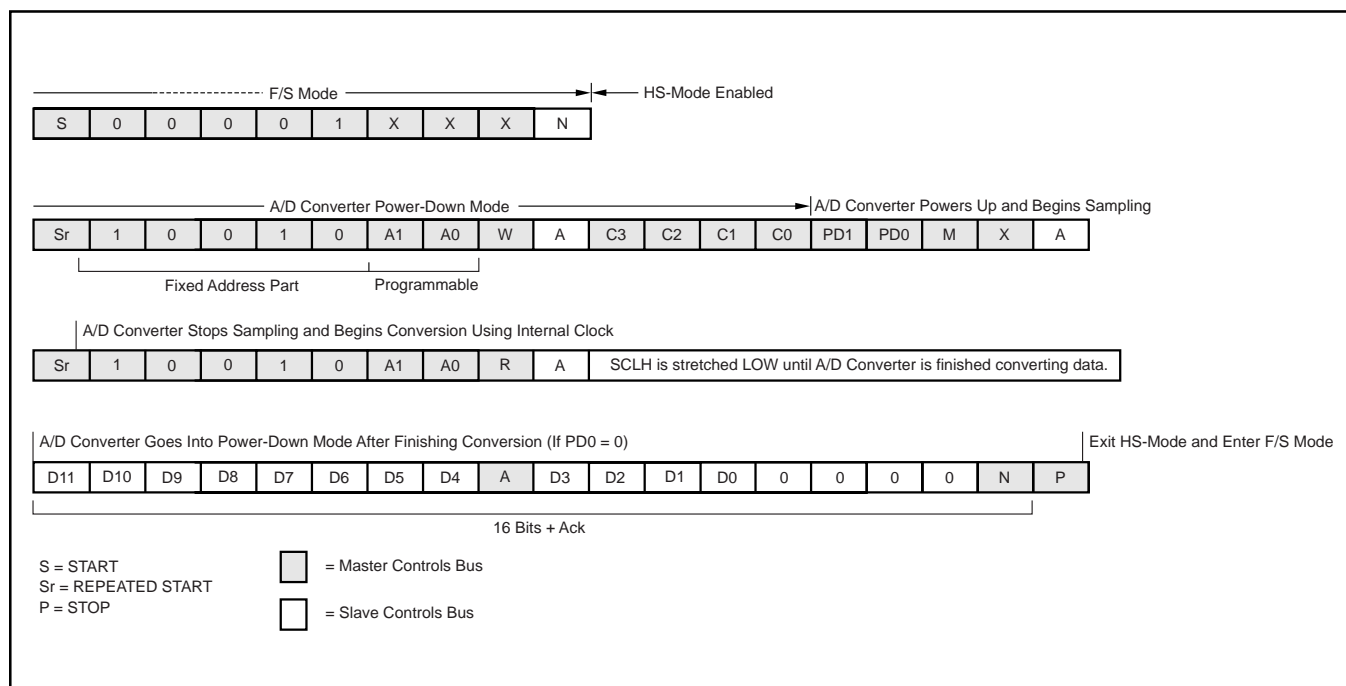 F/S Mode
HS-Mode Enabled
S 0 0 0 0 1 X X X N
A/D Converter Power-Down Mode A/D Converter Powers Up and Begins Sampling
Sr 1 0 0 1 0 A1 A0 W A C3 C2 C1 C0 PD1 PD0 M X A
Fixed Address Part Programmable
A/D Converter Stops Sampling and Begins Conversion Using Internal Clock
Sr 1 0 0 1 0 A1 A0 R A SCLH is stretched LOW until A/D Converter is finished converting data.
A/D Converter Goes Into Power-Down Mode After Finishing Conversion (If PD0 = 0) Exit HS-Mode and Enter F/S Mode
D11 D10 D9 D8 D7 D6 D5 D4 A D3 D2 D1 D0 0 0 0 0 N P
16 Bits + Ack
S = START
Sr = REPEATED START
P = STOP
= Master Controls Bus
= Slave Controls Bus